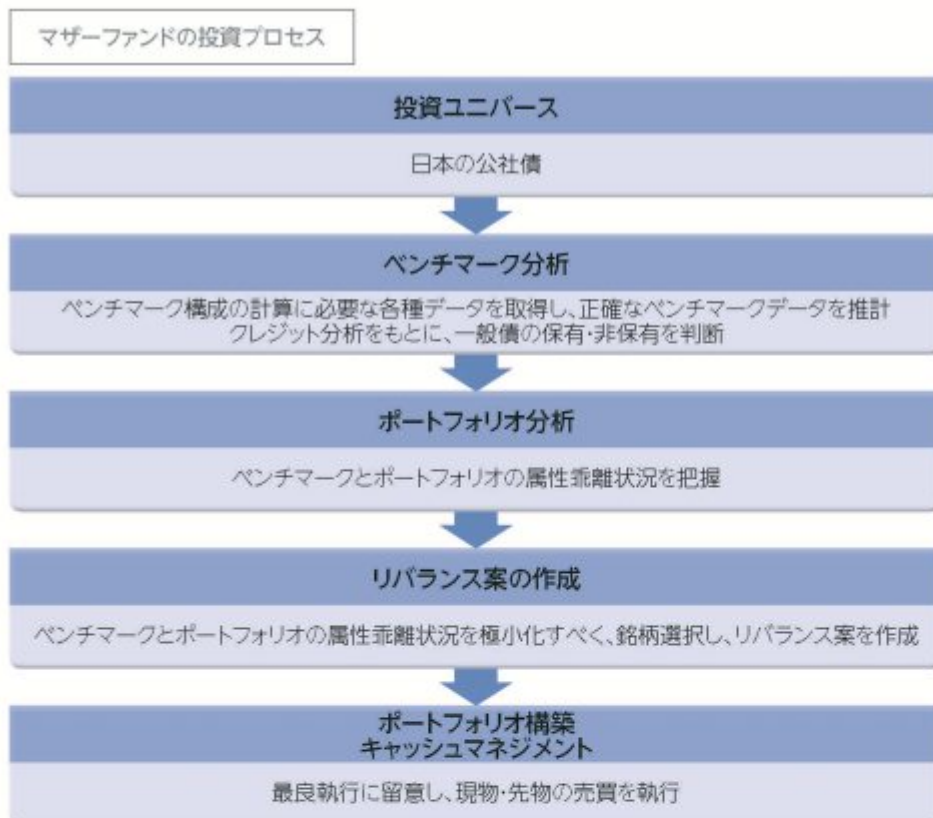 マザーファンドの投資プロセス
投資ユニバース
日本の公社債
ベンチマーク分析
ベンチマーク構成の計算に必要な各種データを取得し、正確なベンチマークデータを推計
クレジット分析をもとに、一般債の保有・非保有を判断
ポートフォリオ分析
ベンチマークとポートフォリオの属性乖離状況を把握
リバランス案の作成
ベンチマークとポートフォリオの属性乖離状況を極小化すべく、銘柄選択し、リバランス案を作成
ポートフォリオ構築
キャッシュマネジメント
最良執行に留意し、現物・先物の売買を執行